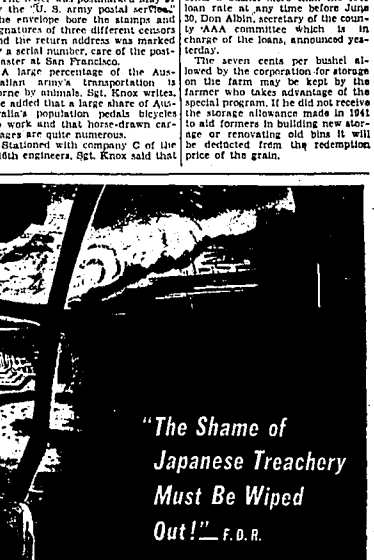 the "U. S. army postal service."
the envelope bore the stamps and
signatures of three different censors
and the return address was marked
a serial number, care of the post-
master at San Francisco.
A large percentage of the Aus-
tralian army's transportation is
borne by animals, Sgt. Knox writes.
He added that a large share of Aus-
tralia's population pedals bicycles
to work and that horse-drawn car-
riages are quite numerous.
Stationed with company C of the
16th engineers, Sgt. Knox said that
loan rate at any time before June
30, Don Albin, secretary of the coun-
ty AAA committee which is in
charge of the loans, announced yes-
terday.
The seven cents per bushel al-
lowed by the corporation for storage
on the farm may be kept by the
farmer who takes advantage of the
special program. If he did not receive
the storage allowance made in 1941
to aid formers in building new stor-
age or renovating old bins it will
be deducted from the redemption
price of the grain.
"The Shame of
Japanese Treachery
Must Be Wiped
Out!"— F.D.R.